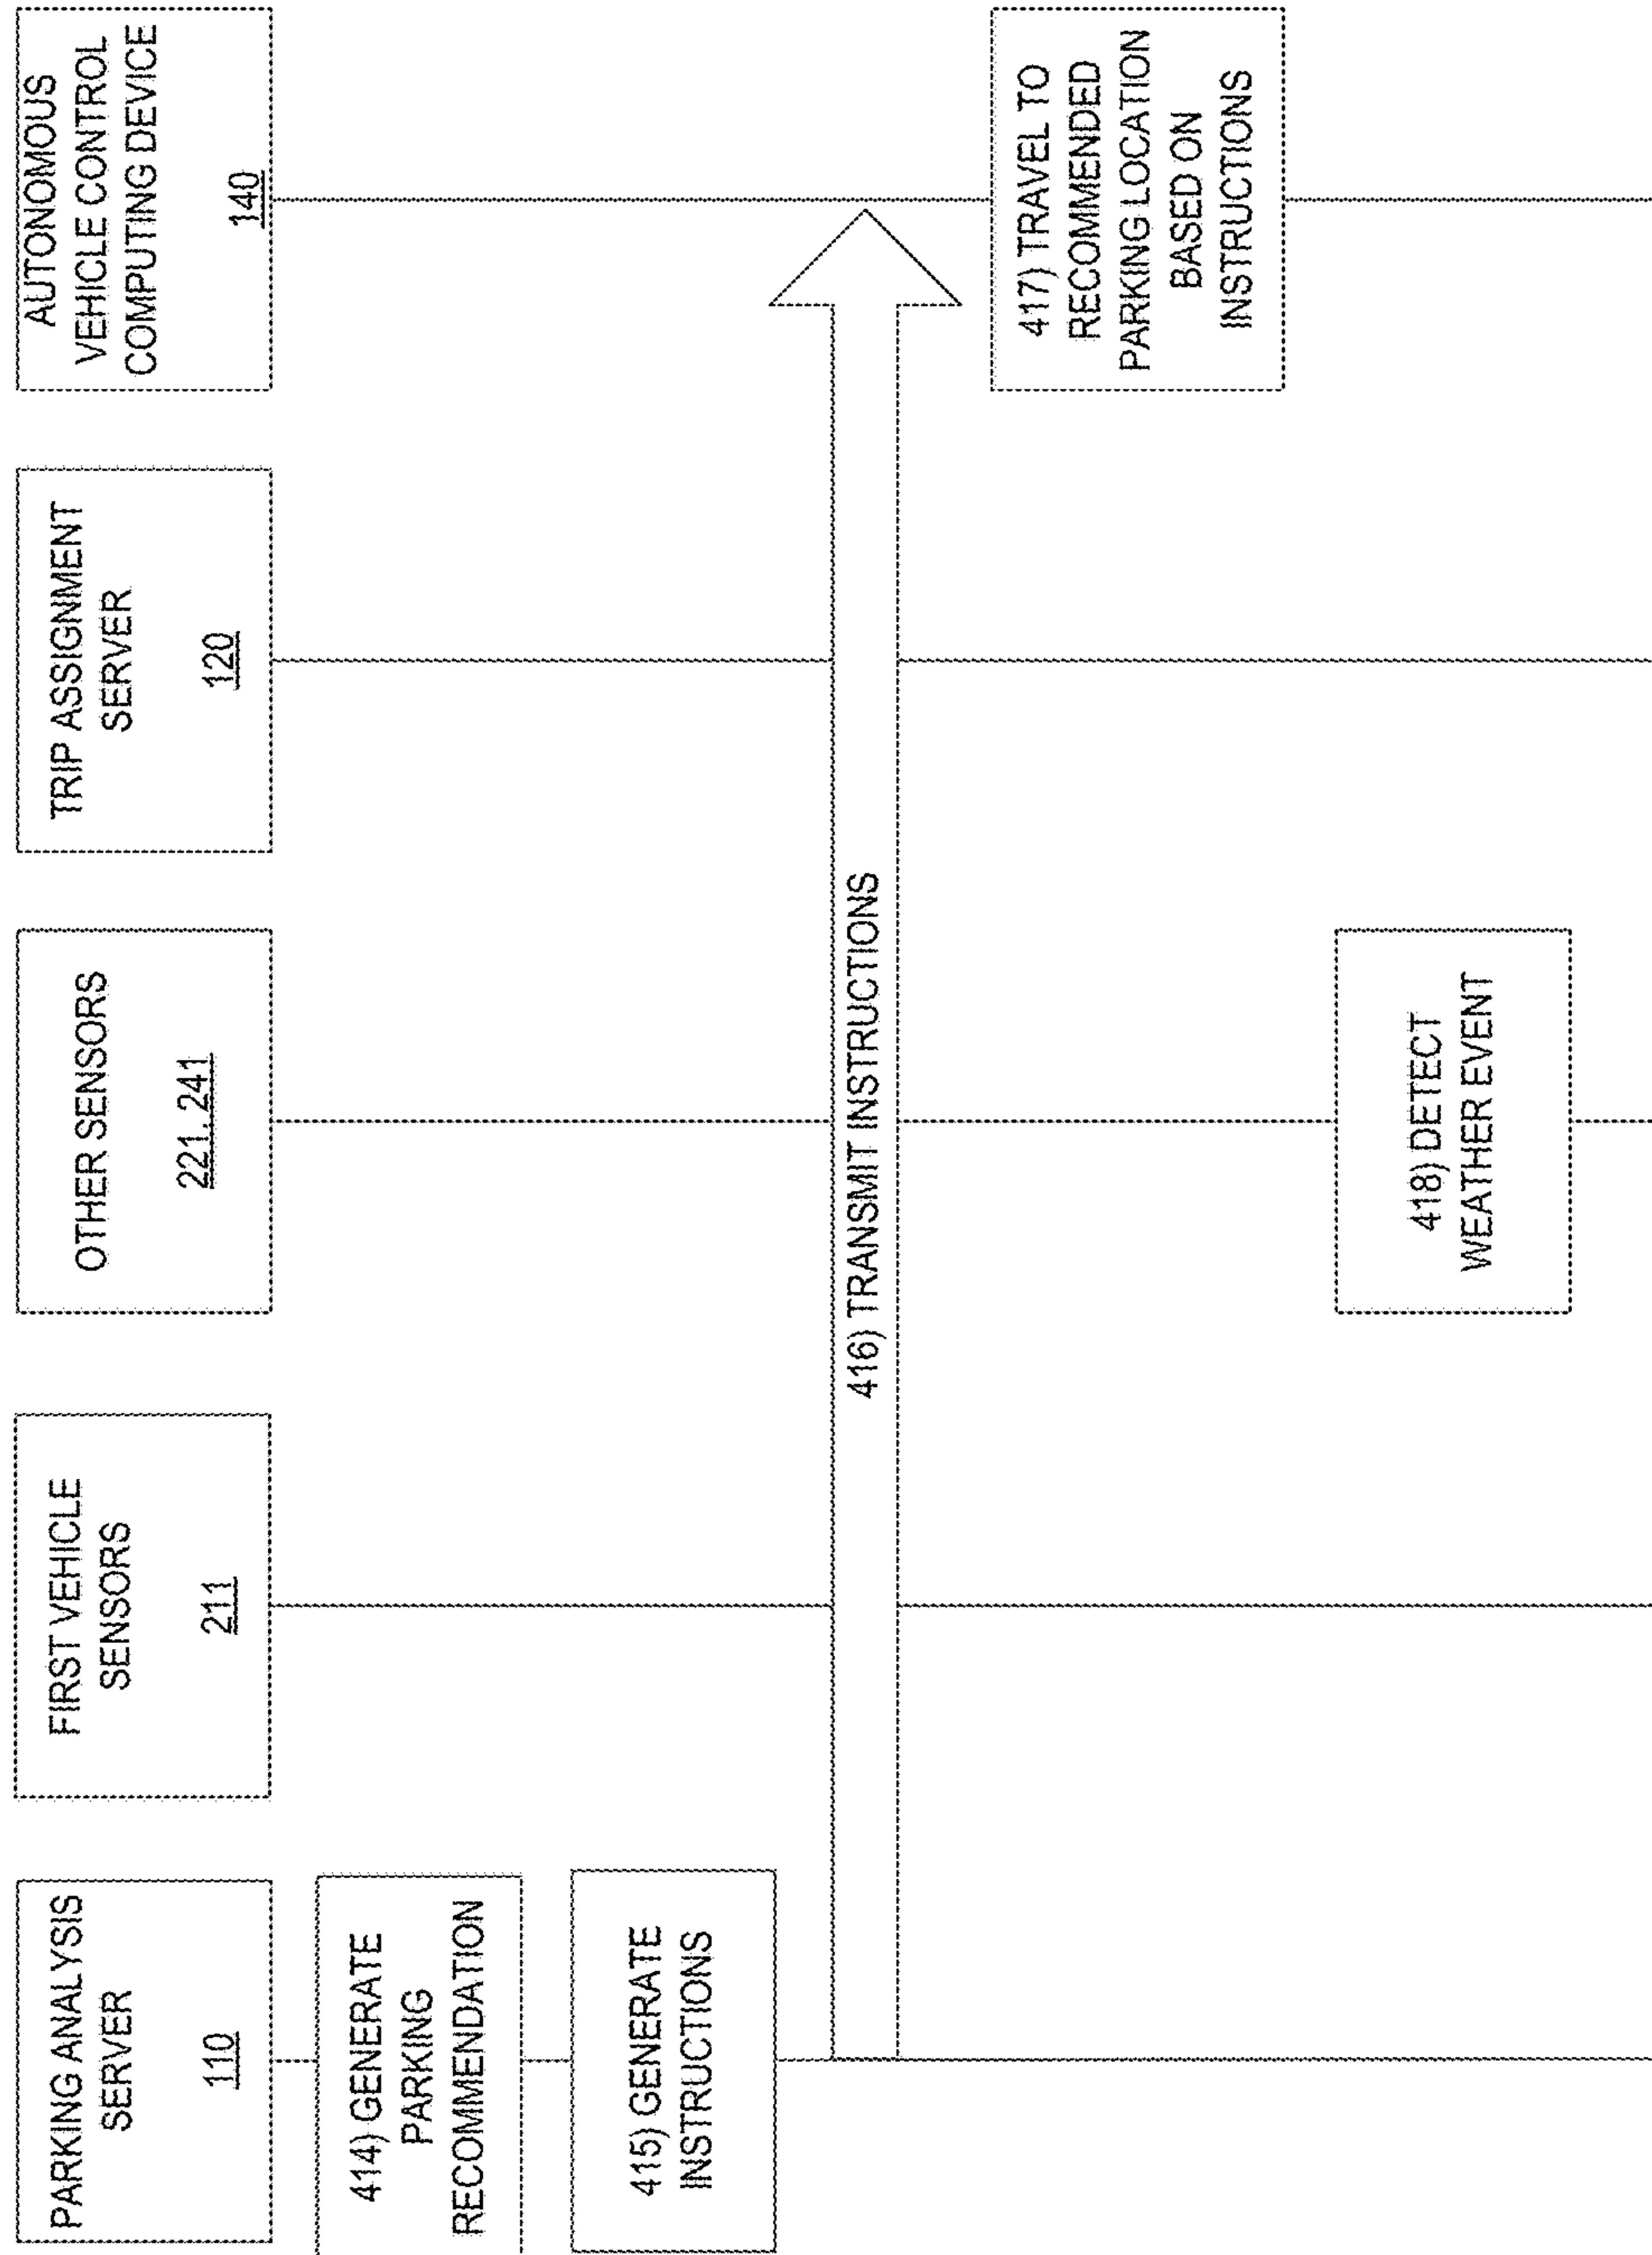 PARKING ANALYSIS
SERVER
110
FIRST VEHICLE
SENSORS
211
OTHER SENSORS
221, 241
TRIP ASSIGNMENT
SERVER
120
AUTONOMOUS
VEHICLE CONTROL
COMPUTING DEVICE
140
414) GENERATE
PARKING
RECOMMENDATION
415) GENERATE
INSTRUCTIONS
416) TRANSMIT INSTRUCTIONS
417) TRAVEL TO
RECOMMENDED
PARKING LOCATION
BASED ON
INSTRUCTIONS
418) DETECT
WEATHER EVENT